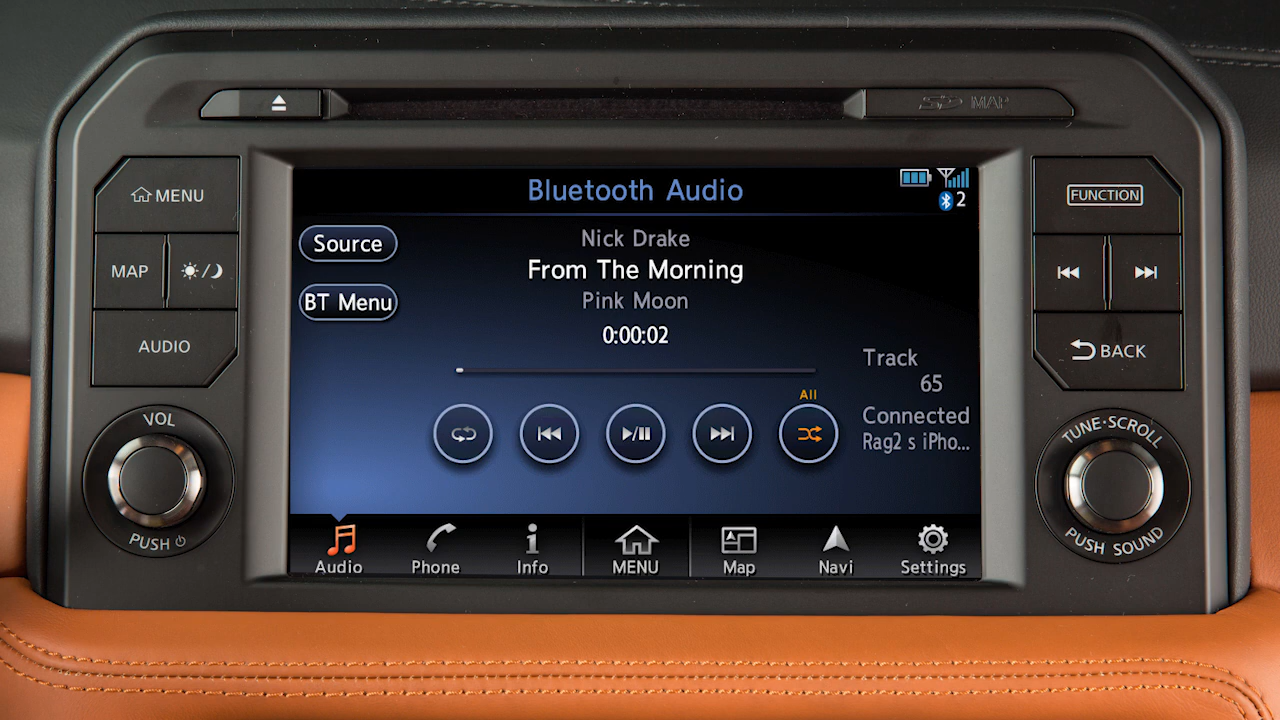 SD MAP
MENU
MAP
AUDIO
VOL
PUSH
Bluetooth Audio
2
Source
BT Menu
Nick Drake
From The Morning
Pink Moon
0:00:02
Track
65
All
Connected
Rag2 s iPho...
Audio
Phone
Info
MENU
Map
Navi
Settings
FUNCTION
BACK
TUNE·SCROLL
PUSH SOUND